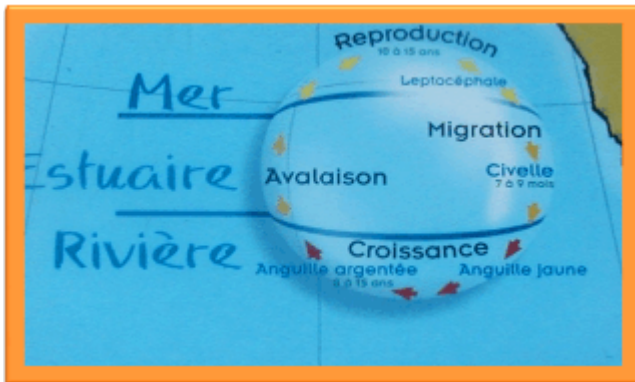 Reproduction
10 à 15 ans
Leptocéphale
Mer
Migration
Estuaire
Avalaison
Civelle
7 à 9 mois
Rivière
Croissance
Anguille argentée
8 à 15 ans
Anguille jaune